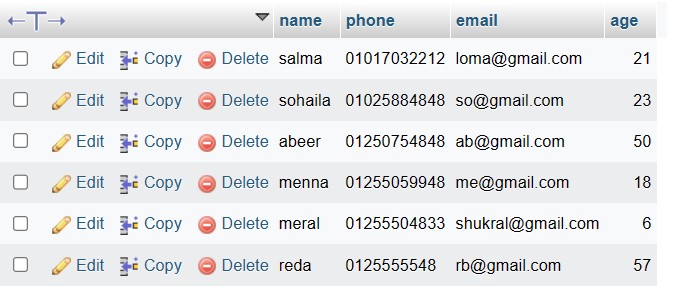 ←T→ name phone email age
Edit Copy Delete salma 01017032212 loma@gmail.com 21
Edit Copy Delete sohaila 01025884848 so@gmail.com 23
Edit Copy Delete abeer 01250754848 ab@gmail.com 50
Edit Copy Delete menna 01255059948 me@gmail.com 18
Edit Copy Delete meral 01255504833 shukral@gmail.com 6
Edit Copy Delete reda 0125555548 rb@gmail.com 57